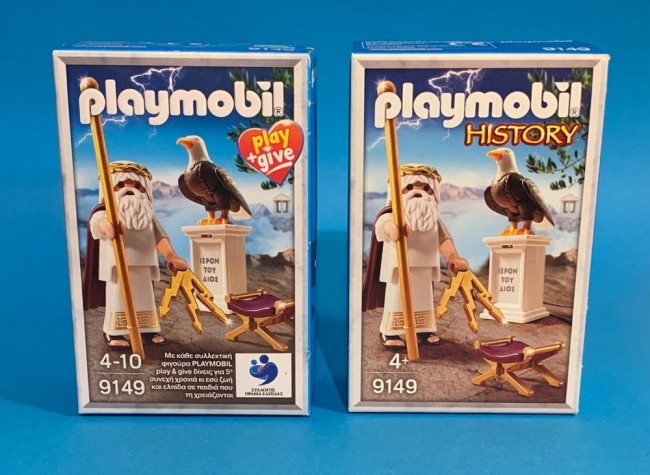 9149
playmobil
play
+give
ΙΕΡΟΝ
ΤΟΥ
ΔΙΟΣ
4-10
9149
Με κάθε συλλεκτική
φιγούρα PLAYMOBIL
play & give δίνεις για 5η
συνεχή χρονιά κι εσύ ζωή
και ελπίδα σε παιδιά που
τη χρειάζονται
ΣΥΛΛΟΓΟΣ
ΟΡΑΜΑ ΕΛΠΙΔΑΣ
9149
playmobil
HISTORY
ΙΕΡΟΝ
ΤΟΥ
ΔΙΟΣ
4+
9149